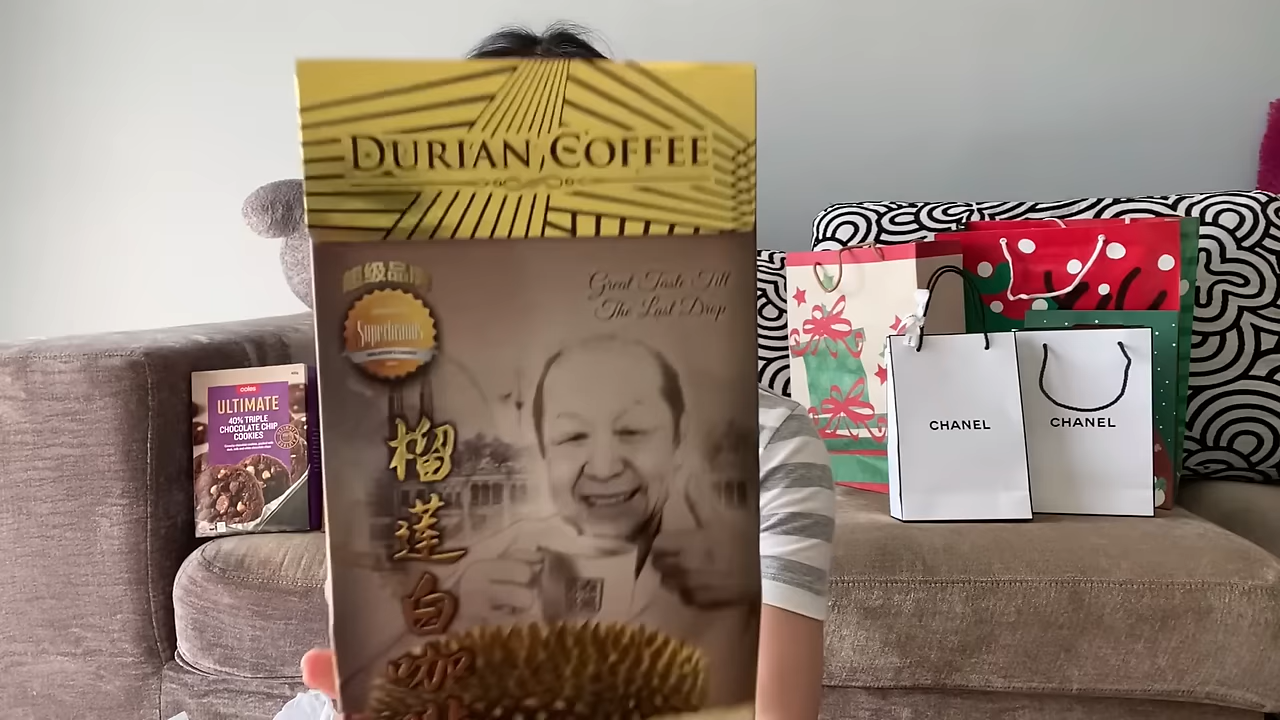 DURIAN COFFEE
超级品牌
Superbrands
Great Taste Till
The Last Drop
榴莲白咖
coles
ULTIMATE
40% TRIPLE
CHOCOLATE CHIP
COOKIES
CHANEL
CHANEL